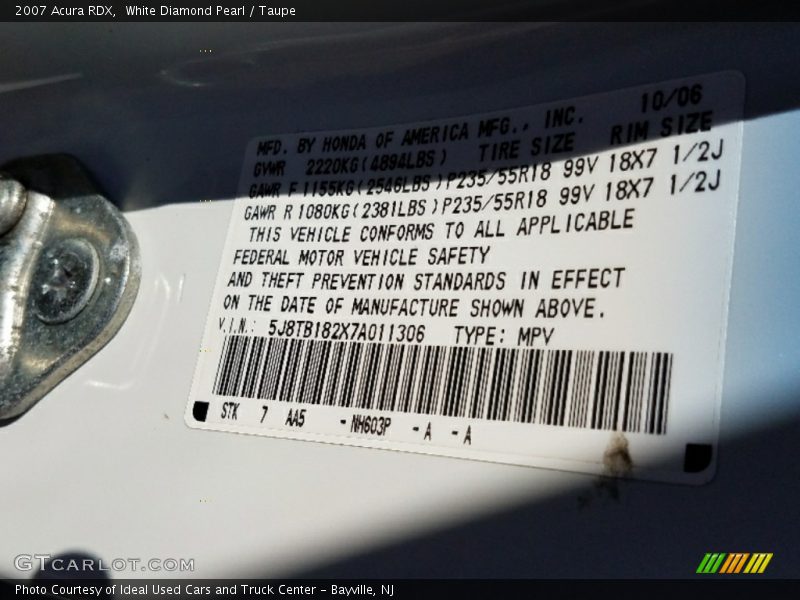 2007 Acura RDX,  White Diamond Pearl / Taupe
10/06
MFD. BY HONDA OF AMERICA MFG., INC.
GVWR 2220KG(4894LBS) TIRE SIZE RIM SIZE
GAWR F 1155KG(2546LBS)P235/55R18 99V 18X7 1/2J
GAWR R 1080KG(2381LBS)P235/55R18 99V 18X7 1/2J
THIS VEHICLE CONFORMS TO ALL APPLICABLE
FEDERAL MOTOR VEHICLE SAFETY
AND THEFT PREVENTION STANDARDS IN EFFECT
ON THE DATE OF MANUFACTURE SHOWN ABOVE.
V.I.N.: 5J8TB182X7A011306 TYPE: MPV
STK 7 AA5 -NH603P -A -A
GTCARLOT.COM
Photo Courtesy of Ideal Used Cars and Truck Center - Bayville, NJ